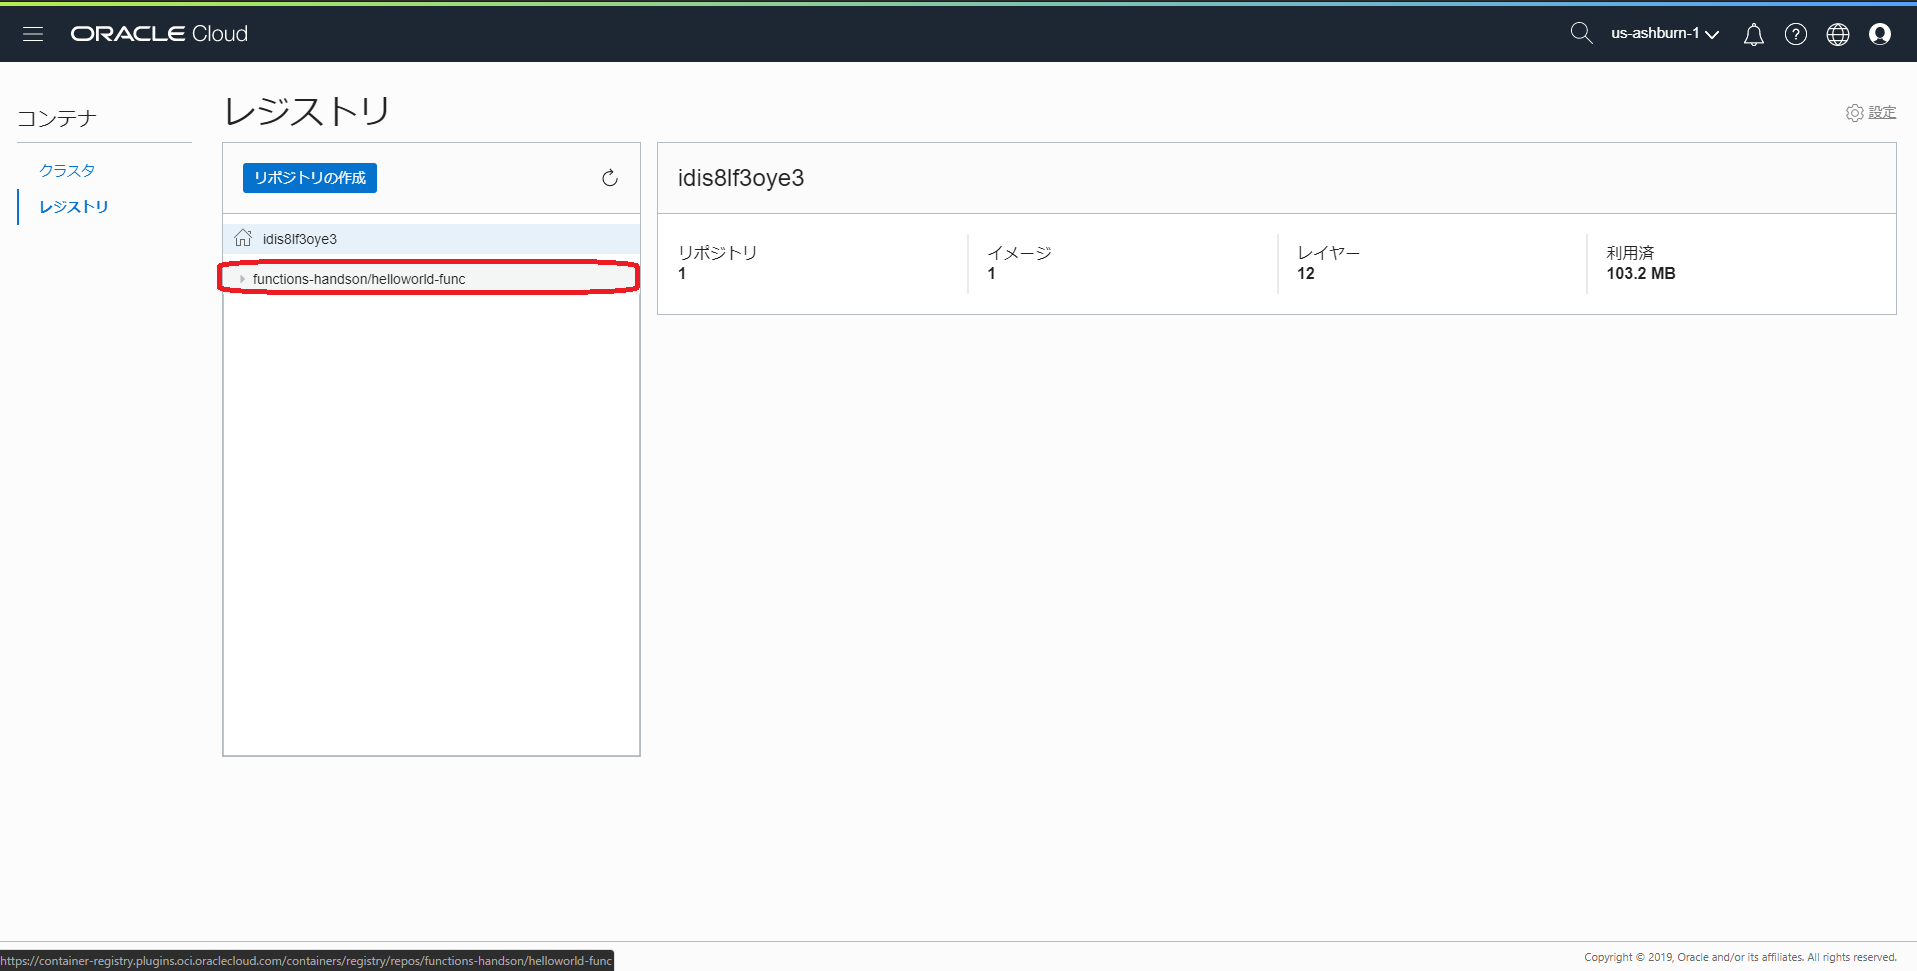 ORACLE Cloud
us-ashburn-1
コンテナ
クラスタ
レジストリ
レジストリ
設定
リポジトリの作成
idis8lf3oye3
functions-handson/helloworld-func
idis8lf3oye3
リポジトリ
1
イメージ
1
レイヤー
12
利用済
103.2 MB
https://container-registry.plugins.oci.oraclecloud.com/containers/registry/repos/functions-handson/helloworld-func
Copyright © 2019, Oracle and/or its affiliates. All rights reserved.